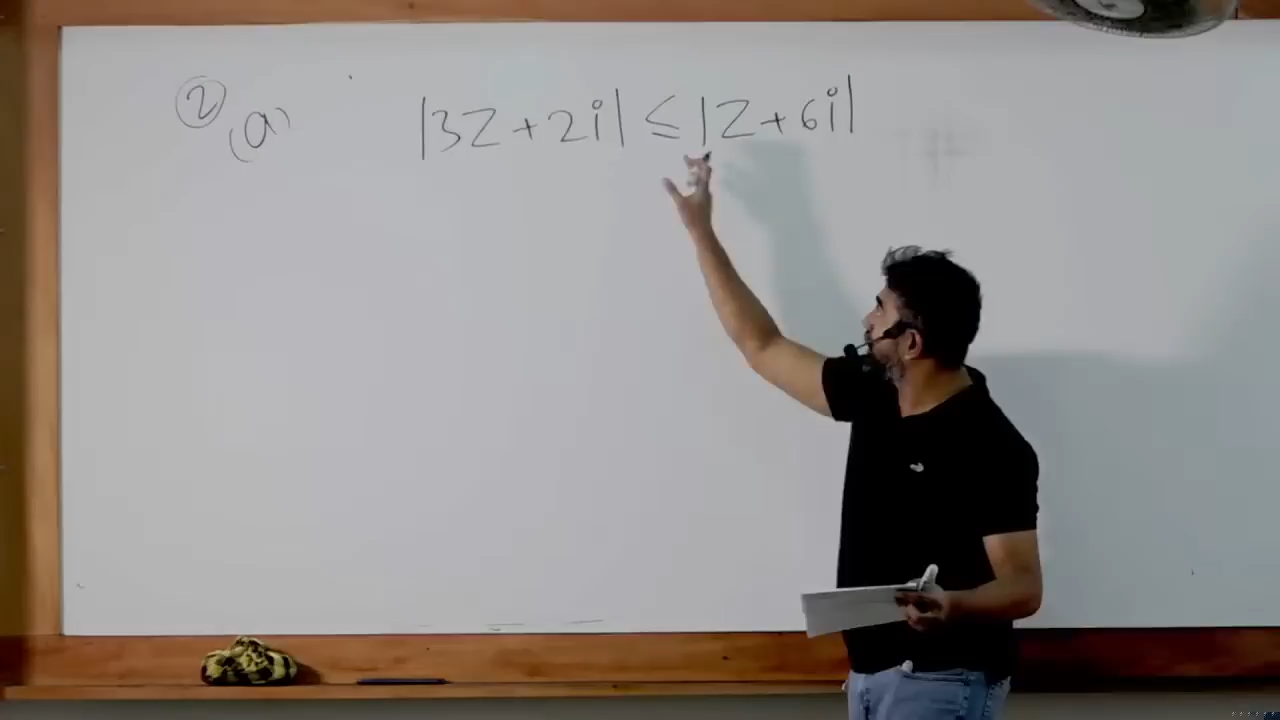 ② (a) |3Z + 2i| ≤ |Z + 6i|